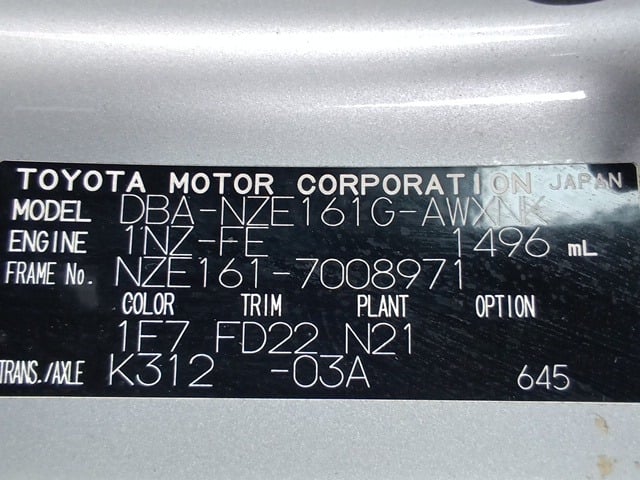 TOYOTA MOTOR CORPORATION JAPAN
MODEL DBA-NZE161G-AWXNK
ENGINE 1NZ-FE 1496 mL
FRAME No. NZE161-7008971
COLOR TRIM PLANT OPTION
1F7 FD22 N21
TRANS./AXLE K312 -03A 645